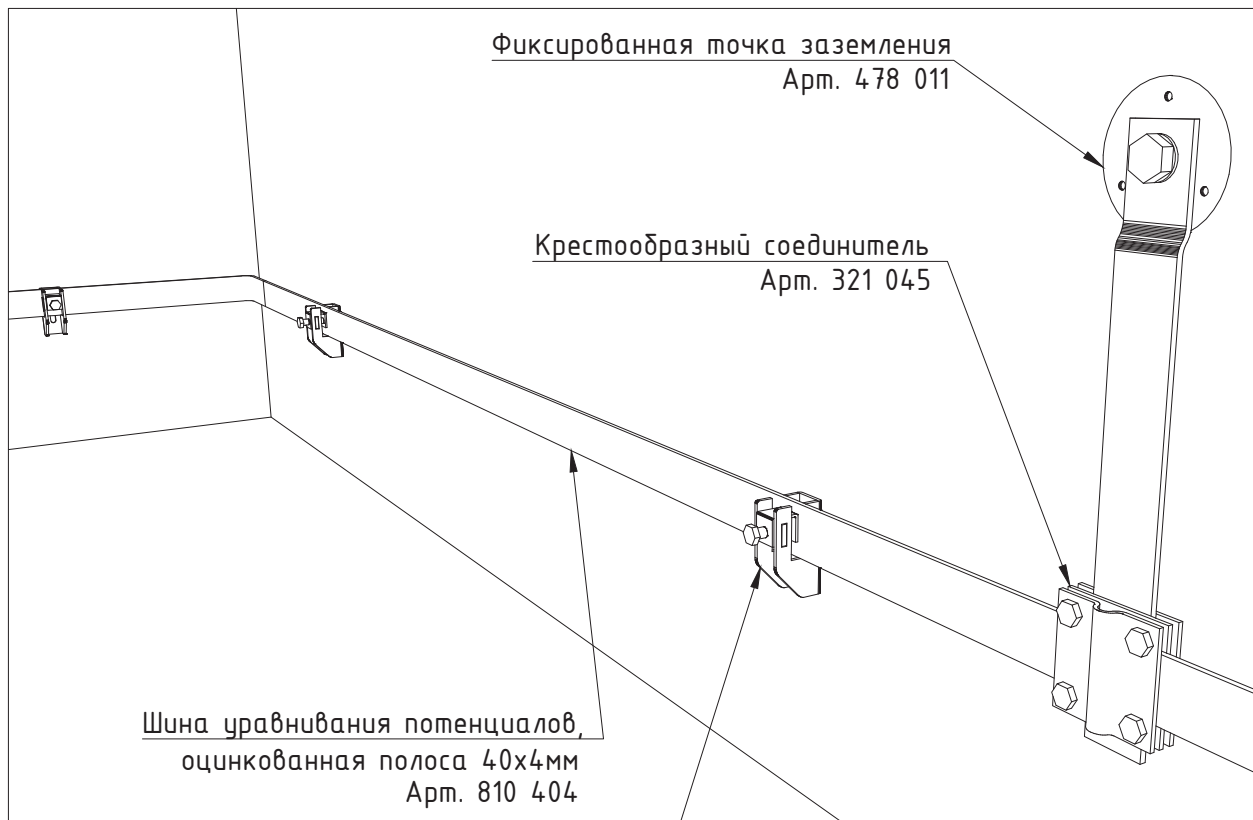 Фиксированная точка заземления
Арт. 478 011
Крестообразный соединитель
Арт. 321 045
Шина уравнивания потенциалов,
оцинкованная полоса 40х4мм
Арт. 810 404